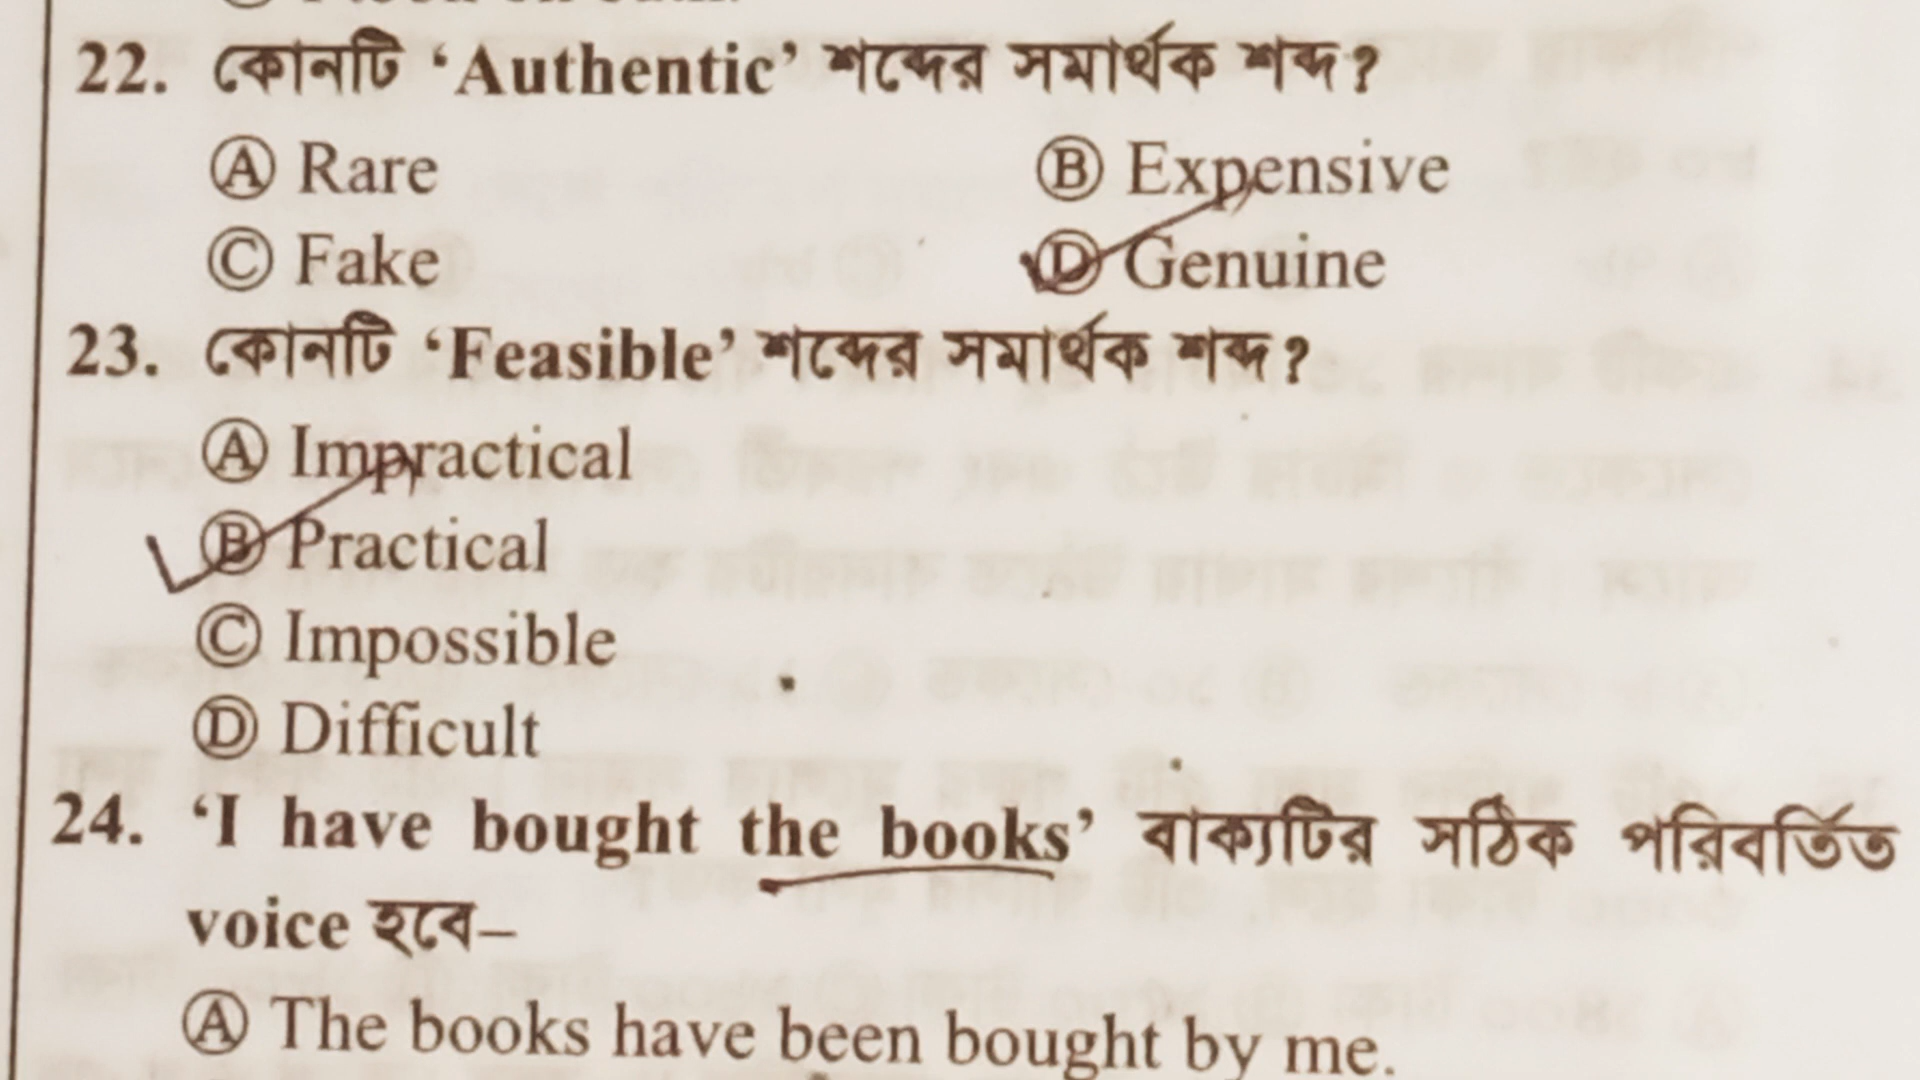 22. কোনটি ‘Authentic’ শব্দের সমার্থক শব্দ?
Ⓐ Rare Ⓑ Expensive
Ⓒ Fake Ⓓ Genuine
23. কোনটি ‘Feasible’ শব্দের সমার্থক শব্দ?
Ⓐ Impractical
Ⓑ Practical
Ⓒ Impossible
Ⓓ Difficult
24. ‘I have bought the books’ বাক্যটির সঠিক পরিবর্তিত
voice হবে–
Ⓐ The books have been bought by me.